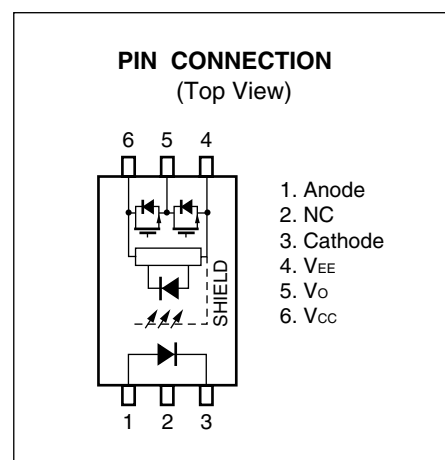 PIN CONNECTION
(Top View)
6 5 4
SHIELD
1 2 3
1. Anode
2. NC
3. Cathode
4. VEE
5. VO
6. VCC